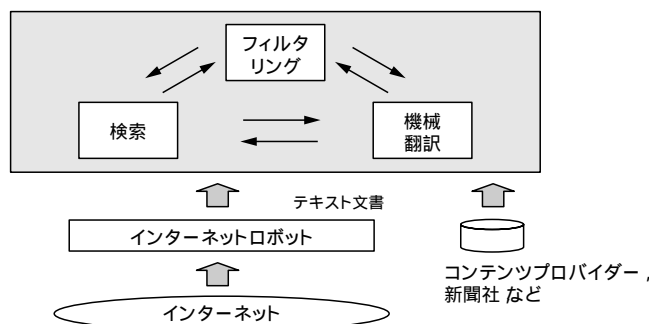 フィルタ
リング
検索
機械
翻訳
テキスト文書
インターネットロボット
コンテンツプロバイダー,
新聞社 など
インターネット